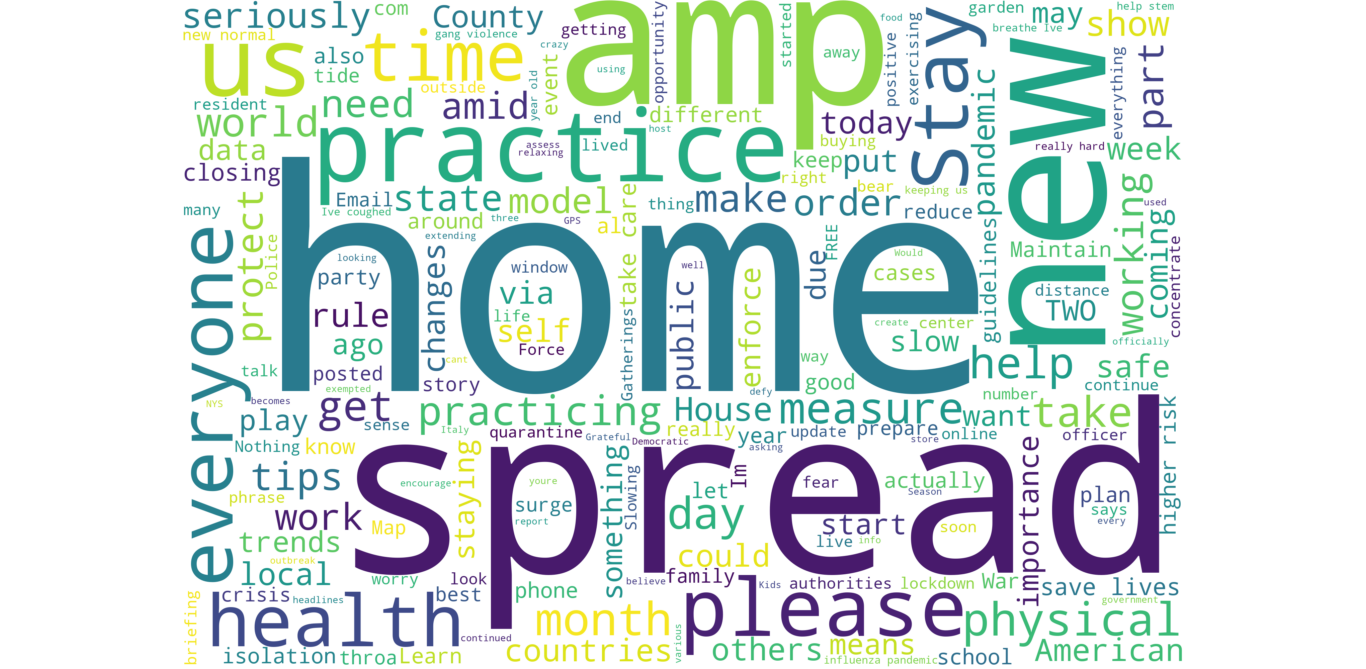 seriously
com
County
gang violence
new normal
us
also
time
tide
crazy
getting
using
amp
opportunity
started
away
food
positive
exercising
stay
garden
help stem
may
breathe Ive
show
new
everything
part
resident
outside
year old
event
need
amid
world
data
closing
practice
assess
relaxing
end
host
lived
different
buying
today
keep
put
right
bear
keeping us
pandemic
really hard
week
many
protect
Police
Email
state
Ive coughed
around
three
model
GPS
al
take care
thing
make
order
reduce
FREE
due
guidelines
Maintain
working
coming
used
concentrate
everyone
home
extending
looking
party
changes
window
via
life
self
rule
ago
Force
cant
posted
story
exempted
Gatherings
well
public
enforce
Would
cases
create
center
slow
way
good
defy
distance
TWO
officially
help
safe
number
continue
talk
NYS
becomes
play
get
sense
practicing
Italy
House
measure
want
take
Nothing
know
quarantine
Grateful
Democratic
really
year
asking
update
prepare
store
online
officer
higher risk
tips
phrase
spread
encourage
youre
surge
report
something
Slowing
let
Im
day
fear
actually
Season
start
soon
live
info
importance
plan
says
every
work
Map
staying
trends
outbreak
local
worry
look
best
crisis
headlines
health
continued
briefing
isolation
throa
Learn
phone
month
countries
believe
family
could
Kids
authorities
lockdown
War
save lives
government
please
various
others
means
influenza pandemic
school
physical
American